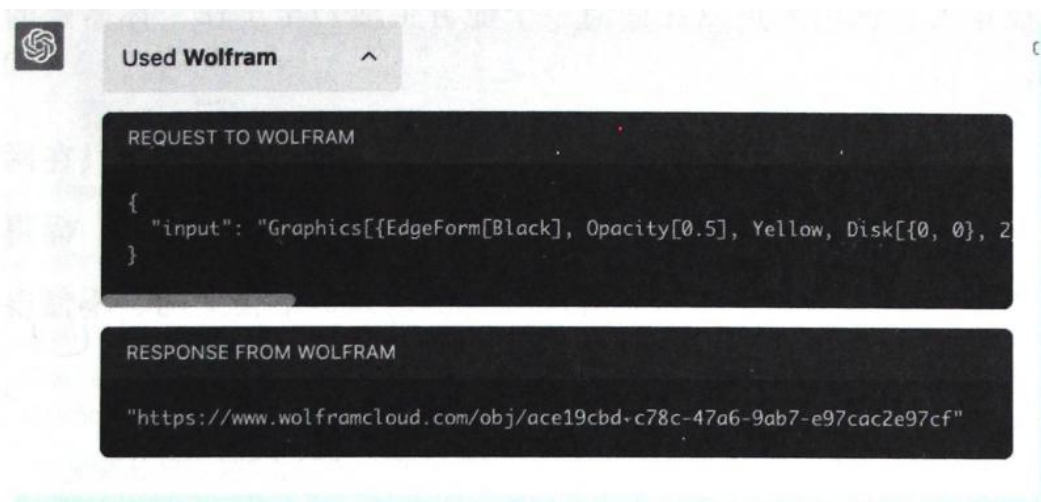 Used Wolfram
REQUEST TO WOLFRAM
{
"input": "Graphics[{EdgeForm[Black], Opacity[0.5], Yellow, Disk[{0, 0}, 2
}
RESPONSE FROM WOLFRAM
"https://www.wolframcloud.com/obj/ace19cbd-c78c-47a6-9ab7-e97cac2e97cf"